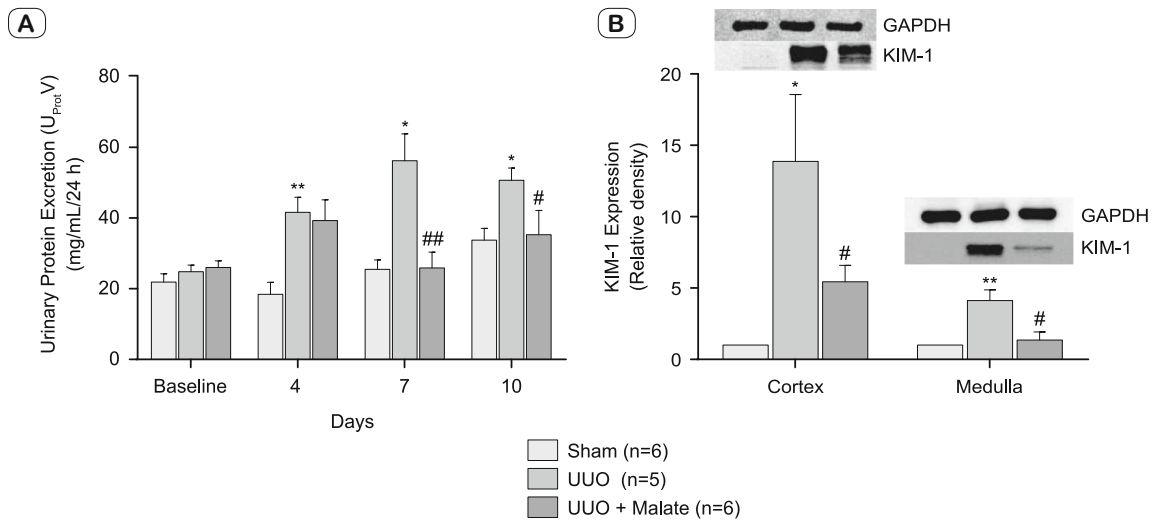 A
Urinary Protein Excretion (U_Prot V)
(mg/mL/24 h)
80
60
40
20
0
**
*
##
*
#
Baseline
4
7
10
Days
B
GAPDH
KIM-1
KIM-1 Expression
(Relative density)
20
15
10
5
0
*
#
GAPDH
KIM-1
**
#
Cortex
Medulla
Sham (n=6)
UUO (n=5)
UUO + Malate (n=6)